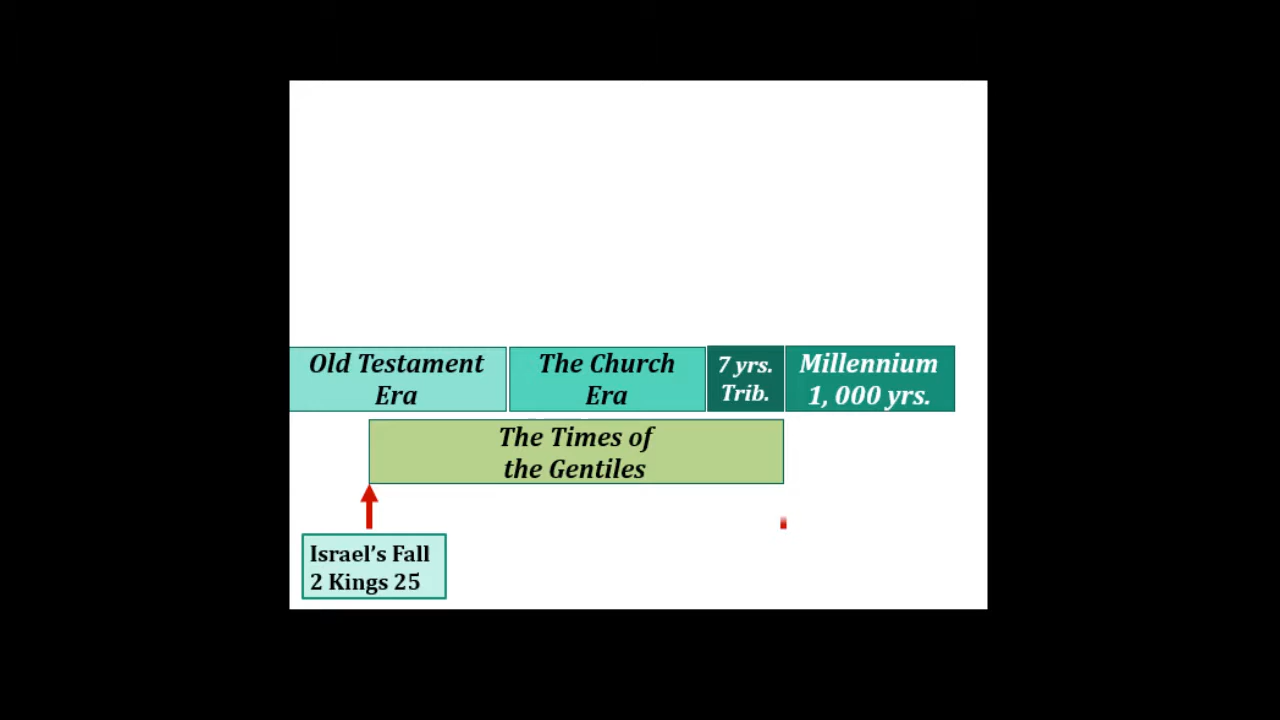 Old Testament
Era
The Church
Era
7 yrs.
Trib.
Millennium
1, 000 yrs.
The Times of
the Gentiles
Israel's Fall
2 Kings 25